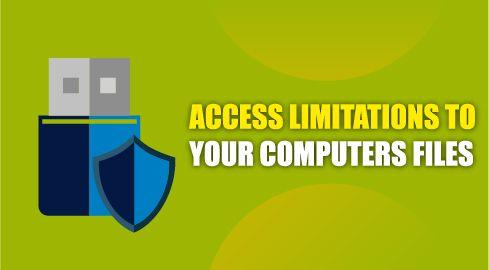 ACCESS LIMITATIONS TO
YOUR COMPUTERS FILES